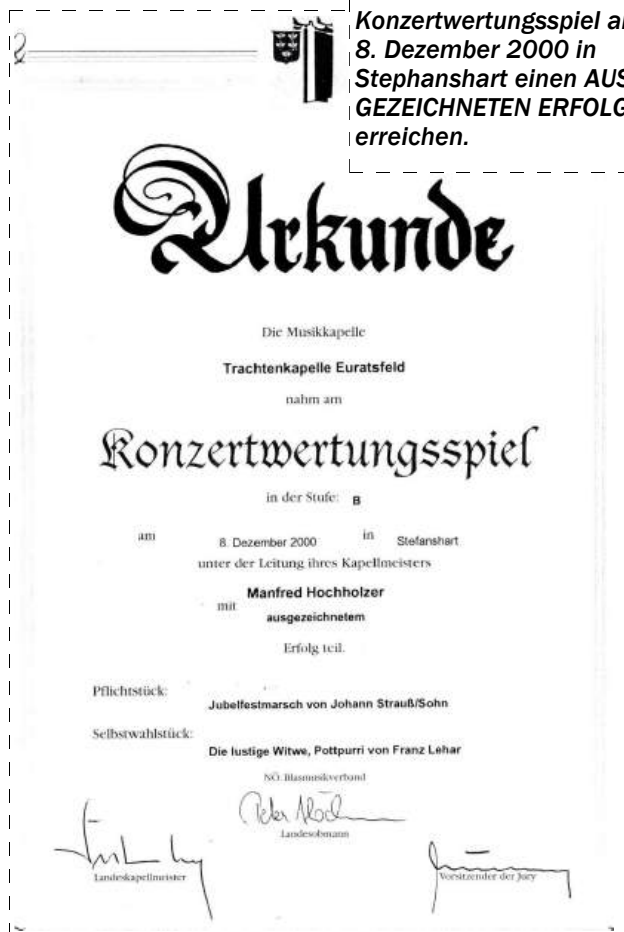 Konzertwertungsspiel
8. Dezember 2000 in
Stephanshart einen AUS
GEZEICHNETEN ERFOLG
erreichen.
Urkunde
Die Musikkapelle
Trachtenkapelle Euratsfeld
nahm am
Konzertwertungsspiel
in der Stufe: B
am 8. Dezember 2000 in Stefanshart
unter der Leitung ihres Kapellmeisters
Manfred Hochholzer
mit
ausgezeichnetem
Erfolg teil.
Pflichtstück:
Jubelfestmarsch von Johann Strauß/Sohn
Selbstwahlstück:
Die lustige Witwe, Pottpurri von Franz Lehar
NÖ. Blasmusikverband
Peter
Landesobmann
Landeskapellmeister
Vorsitzender der Jury